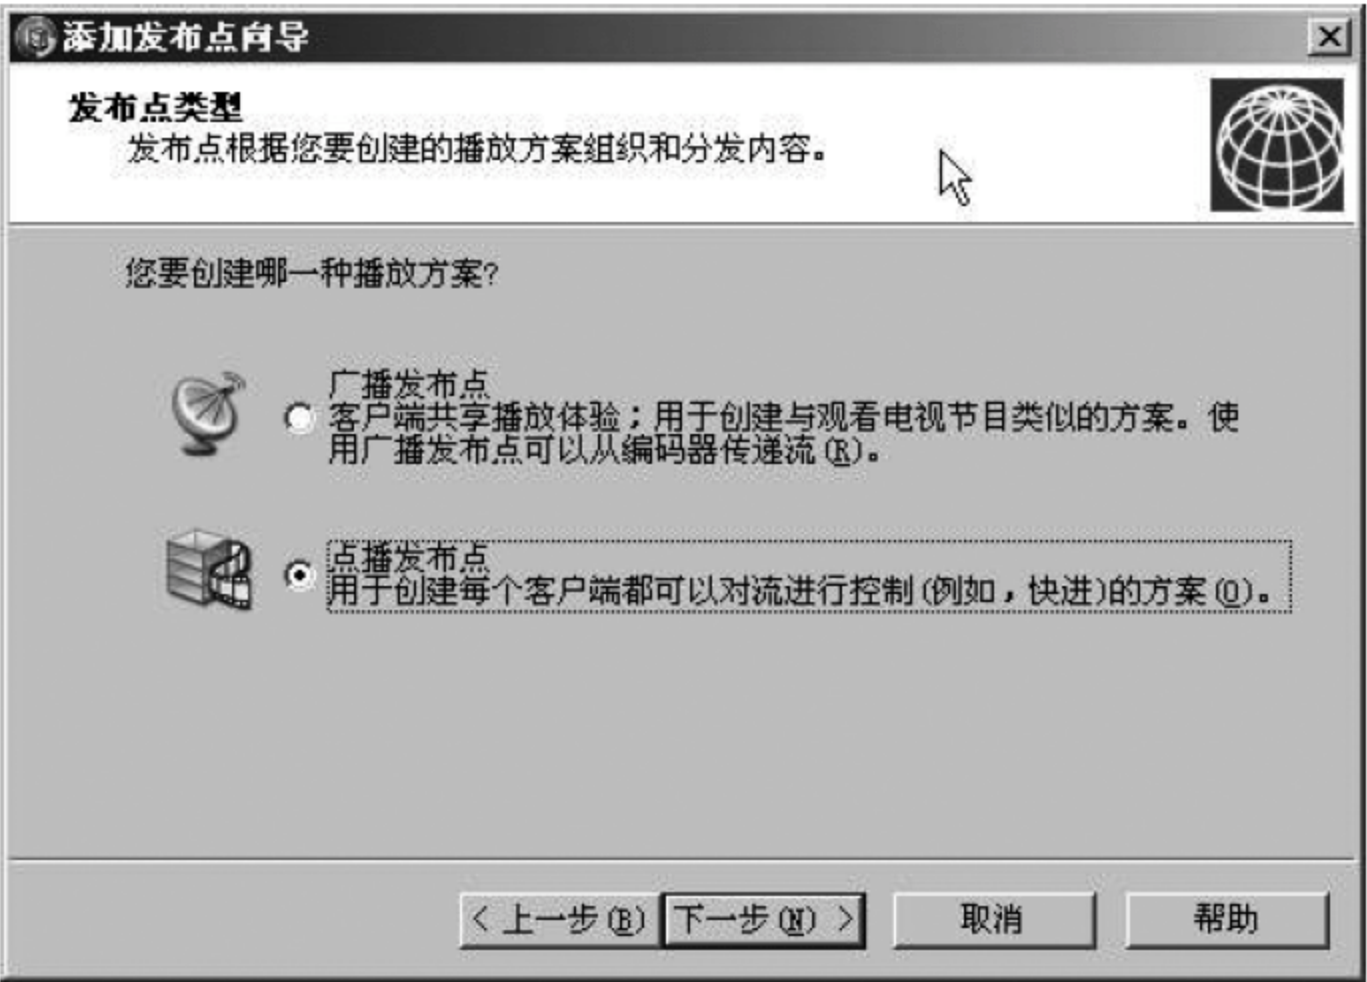 添加发布点向导
发布点类型
发布点根据您要创建的播放方案组织和分发内容。
您要创建哪一种播放方案?
广播发布点
客户端共享播放体验；用于创建与观看电视节目类似的方案。使
用广播发布点可以从编码器传递流(R)。
点播发布点
用于创建每个客户端都可以对流进行控制(例如，快进)的方案(O)。
< 上一步(B) 下一步(N) > 取消 帮助